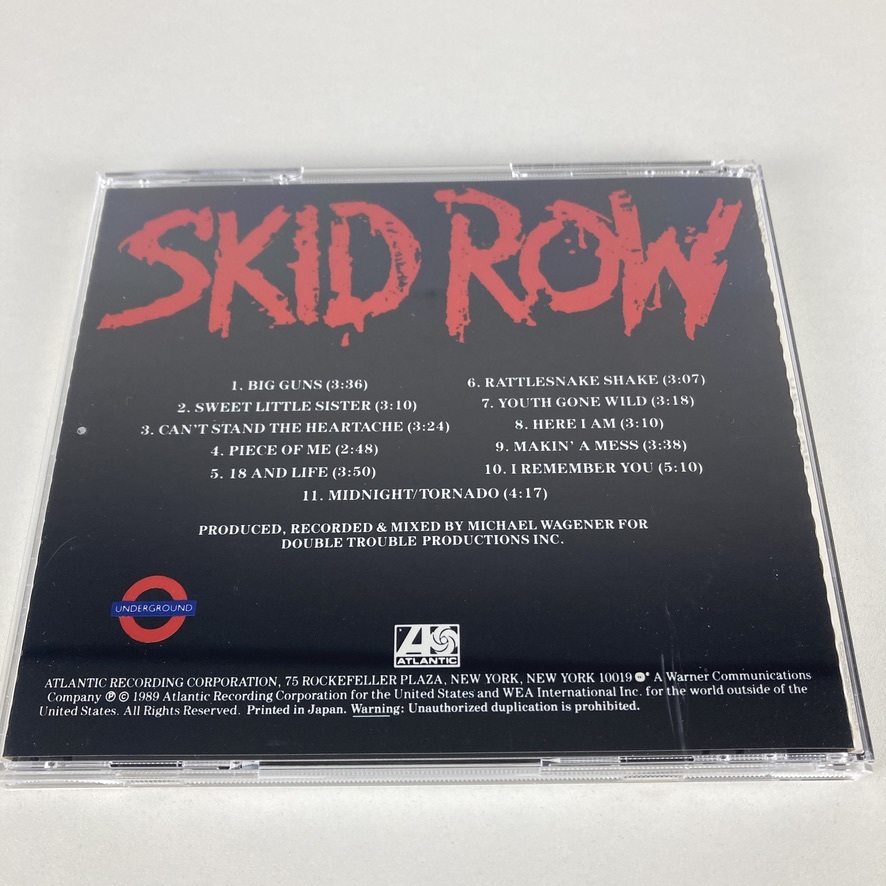 SKID ROW
1. BIG GUNS (3:36)
2. SWEET LITTLE SISTER (3:10)
3. CAN'T STAND THE HEARTACHE (3:24)
4. PIECE OF ME (2:48)
5. 18 AND LIFE (3:50)
6. RATTLESNAKE SHAKE (3:07)
7. YOUTH GONE WILD (3:18)
8. HERE I AM (3:10)
9. MAKIN' A MESS (3:38)
10. I REMEMBER YOU (5:10)
11. MIDNIGHT/TORNADO (4:17)
PRODUCED, RECORDED & MIXED BY MICHAEL WAGENER FOR
DOUBLE TROUBLE PRODUCTIONS INC.
UNDERGROUND
ATLANTIC
ATLANTIC RECORDING CORPORATION, 75 ROCKEFELLER PLAZA, NEW YORK, NEW YORK 10019 A Warner Communications
Company ℗ © 1989 Atlantic Recording Corporation for the United States and WEA International Inc. for the world outside of the
United States. All Rights Reserved. Printed in Japan. Warning: Unauthorized duplication is prohibited.